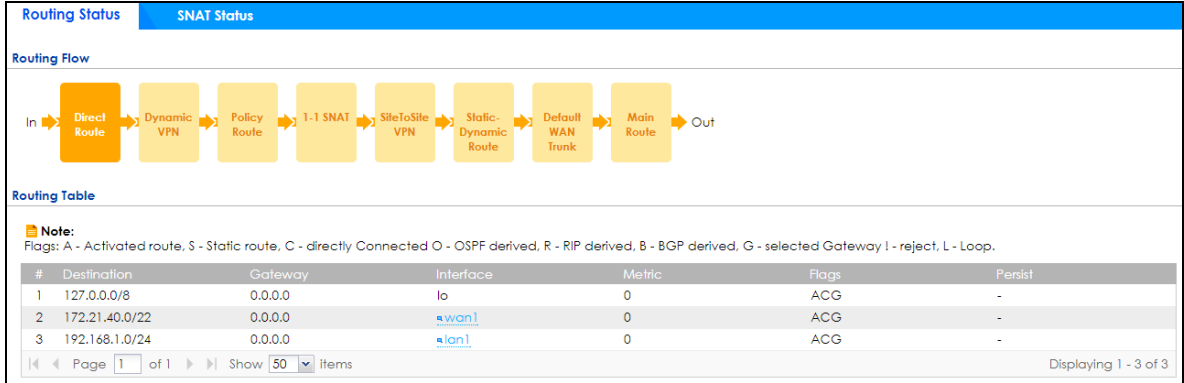 Routing Status SNAT Status
Routing Flow
In Direct Route Dynamic VPN Policy Route 1-1 SNAT SiteToSite VPN Static-Dynamic Route Default WAN Trunk Main Route Out
Routing Table
Note:
Flags: A - Activated route, S - Static route, C - directly Connected O - OSPF derived, R - RIP derived, B - BGP derived, G - selected Gateway ! - reject, L - Loop.
# Destination Gateway Interface Metric Flags Persist
1 127.0.0.0/8 0.0.0.0 lo 0 ACG -
2 172.21.40.0/22 0.0.0.0 wan1 0 ACG -
3 192.168.1.0/24 0.0.0.0 lan1 0 ACG -
Page 1 of 1 Show 50 items Displaying 1 - 3 of 3